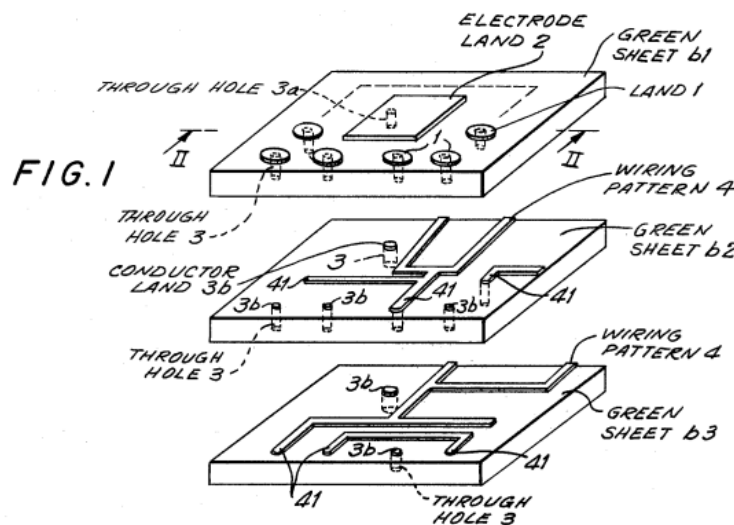 ELECTRODE
LAND 2
GREEN
SHEET b1
THROUGH HOLE 3a
LAND 1
1
II
II
FIG. 1
THROUGH
HOLE 3
WIRING
PATTERN 4
GREEN
SHEET b2
3
CONDUCTOR
LAND 3b
41
41
41
3b
3b
3b
THROUGH
HOLE 3
WIRING
PATTERN 4
3b
GREEN
SHEET b3
3b
41
41
THROUGH
HOLE 3